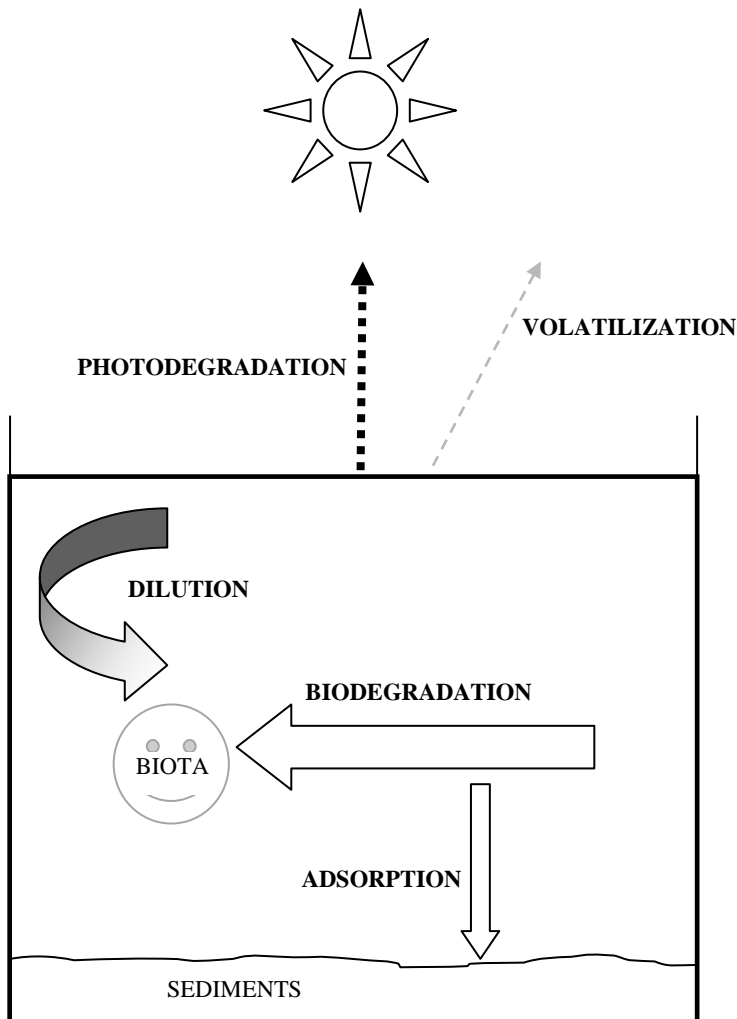 VOLATILIZATION
PHOTODEGRADATION
DILUTION
BIODEGRADATION
BIOTA
ADSORPTION
SEDIMENTS